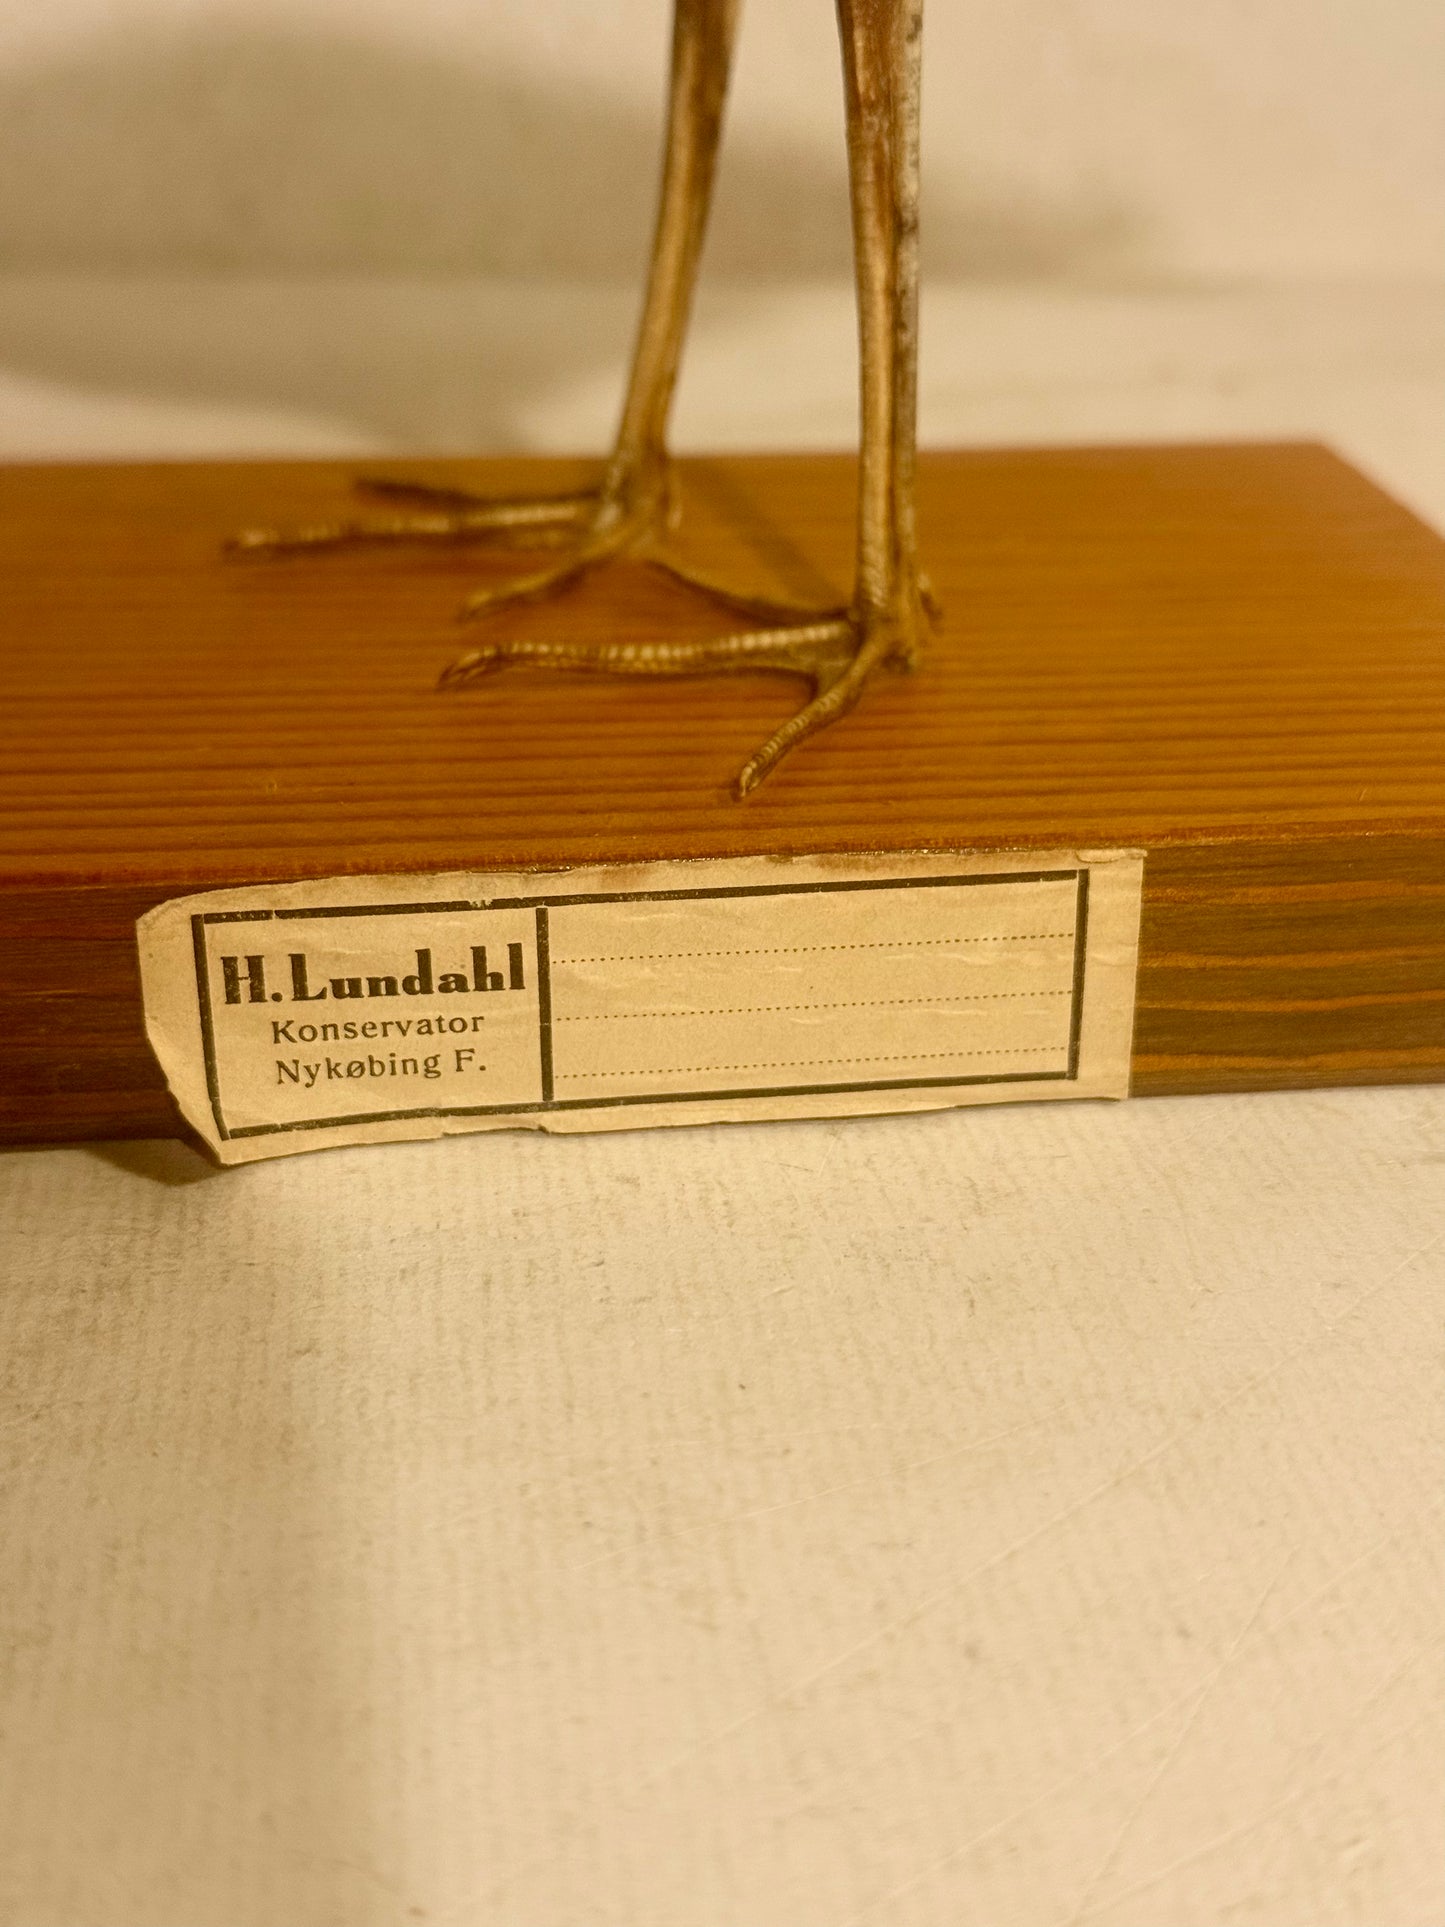 H. Lundahl
Konservator
Nykøbing F.